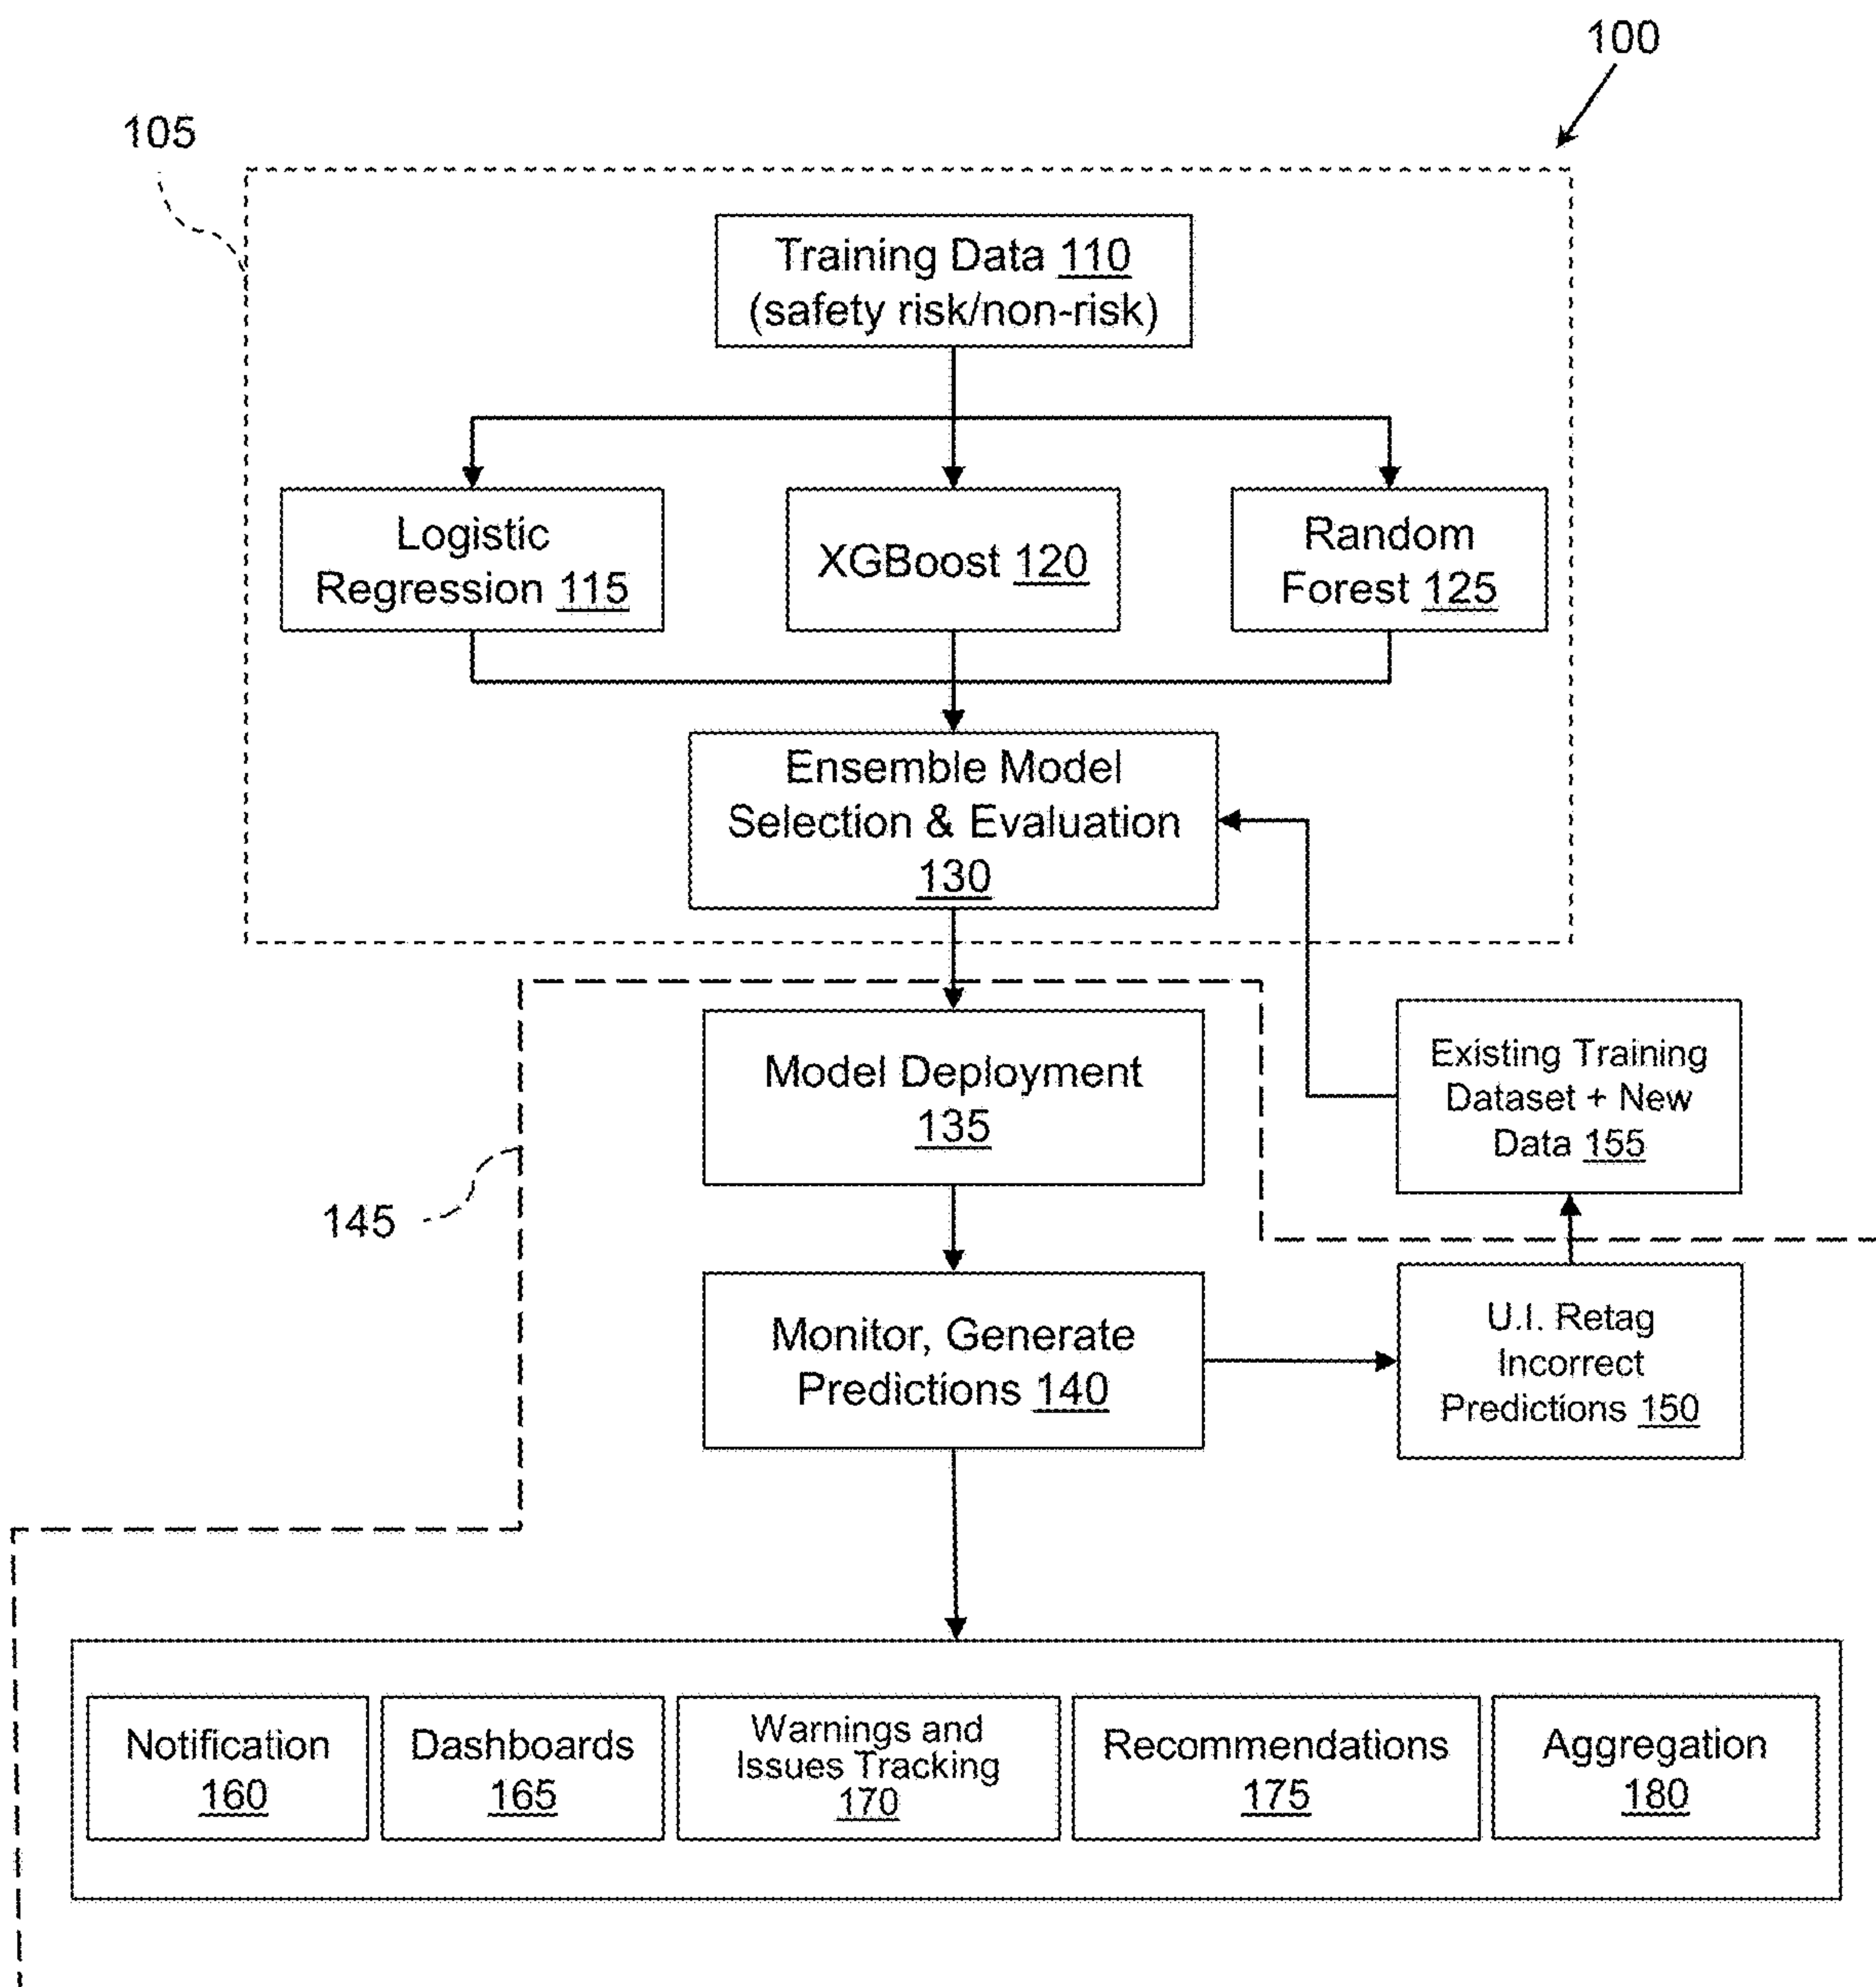 100
105
Training Data 110
(safety risk/non-risk)
Logistic
Regression 115
XGBoost 120
Random
Forest 125
Ensemble Model
Selection & Evaluation
130
Model Deployment
135
Existing Training
Dataset + New
Data 155
145
Monitor, Generate
Predictions 140
U.I. Retag
Incorrect
Predictions 150
Notification
160
Dashboards
165
Warnings and
Issues Tracking
170
Recommendations
175
Aggregation
180